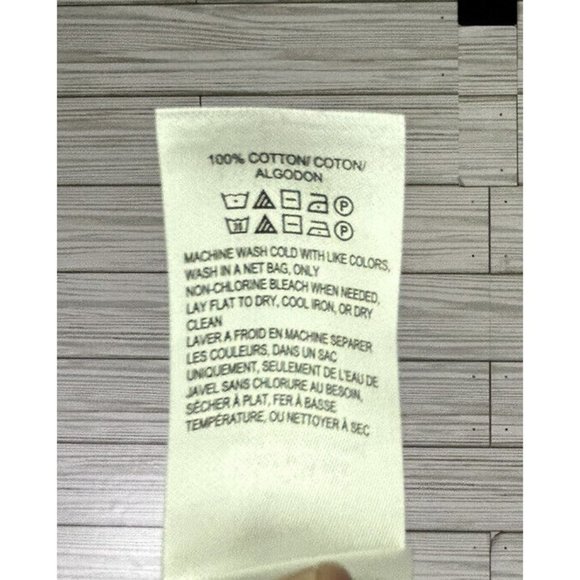 100% COTTON/ COTON/
ALGODON
MACHINE WASH COLD WITH LIKE COLORS,
WASH IN A NET BAG, ONLY
NON-CHLORINE BLEACH WHEN NEEDED,
LAY FLAT TO DRY, COOL IRON, OR DRY
CLEAN
LAVER A FROID EN MACHINE SEPARER
LES COULEURS, DANS UN SAC
UNIQUEMENT, SEULEMENT DE L'EAU DE
JAVEL SANS CHLORURE AU BESOIN,
SÉCHER À PLAT, FER À BASSE
TEMPÉRATURE, OU NETTOYER À SEC